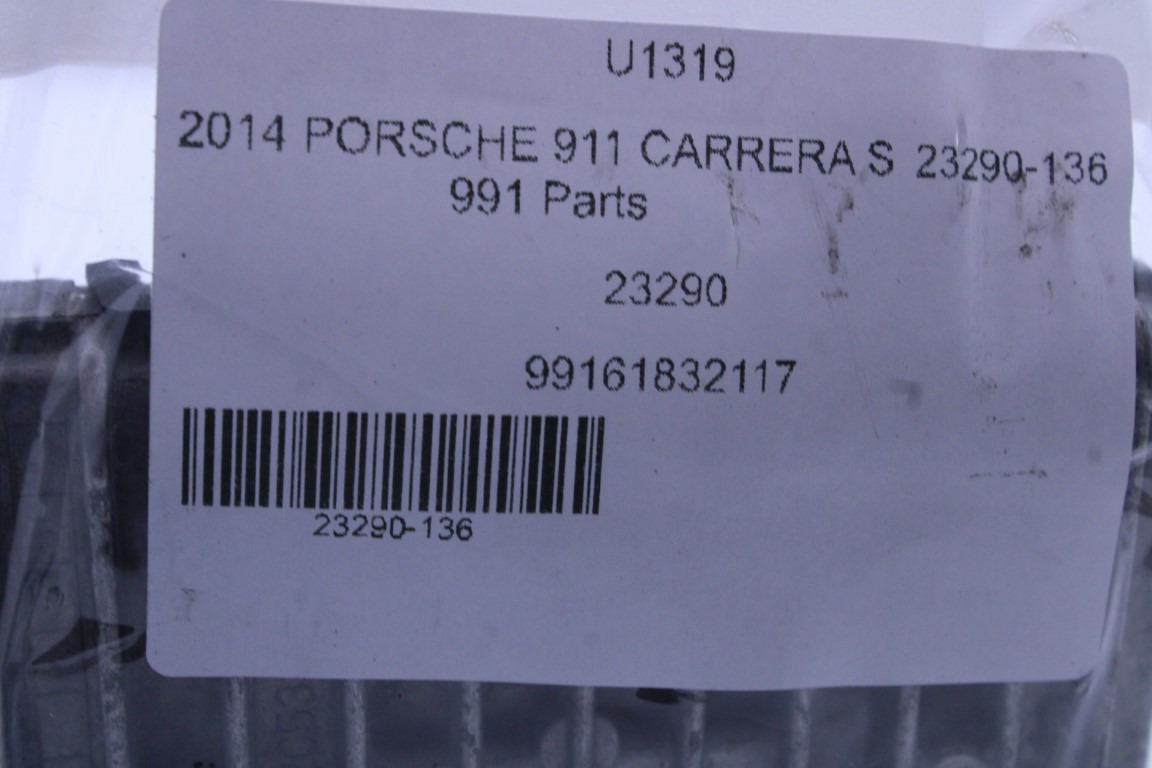 U1319
2014 PORSCHE 911 CARRERA S 23290-136
991 Parts
23290
99161832117
23290-136